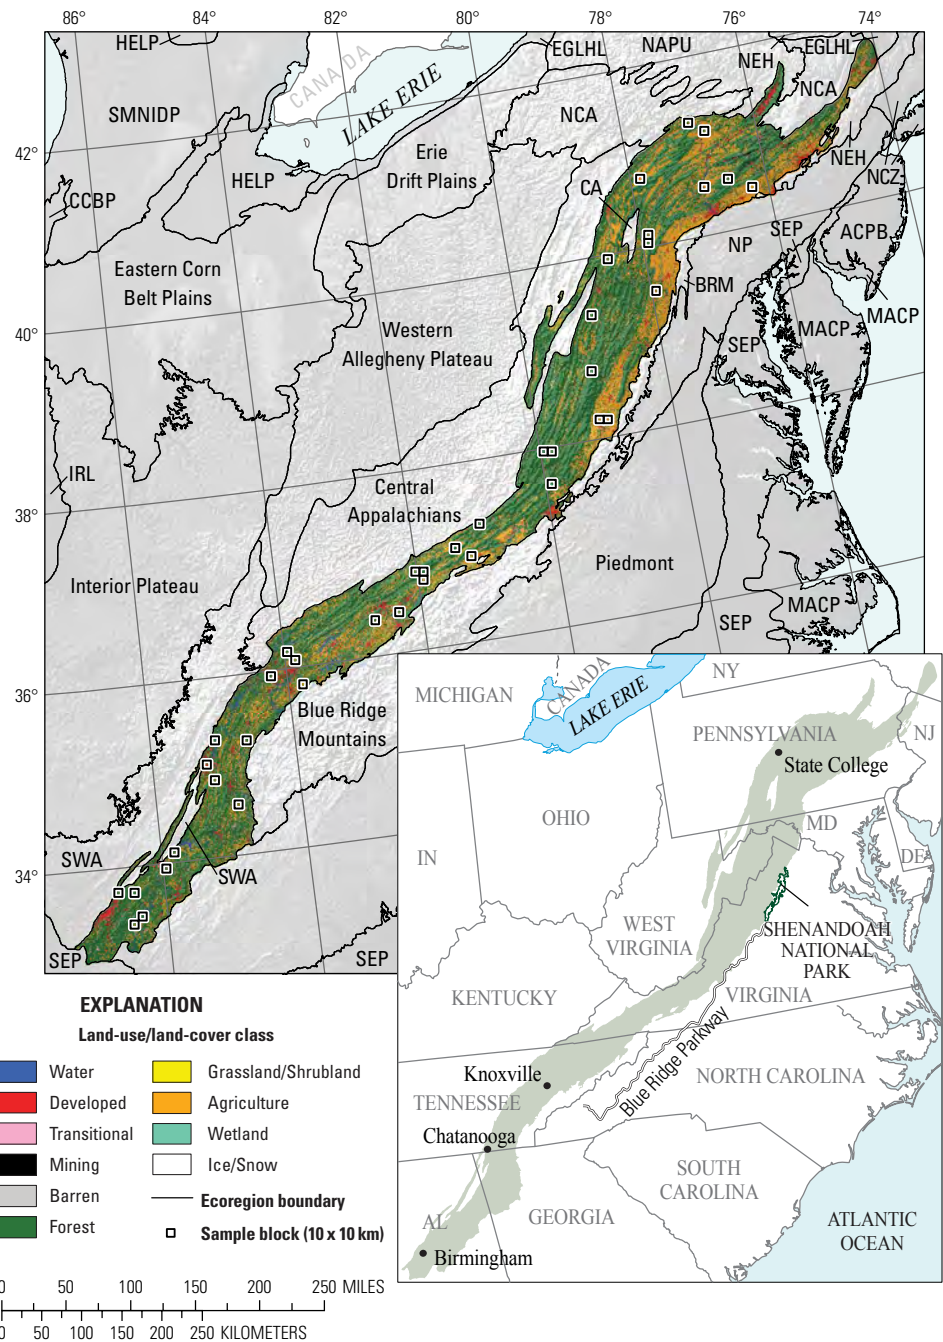 86° 84° 82° 80° 78° 76° 74°
HELP
CANADA
LAKE ERIE
EGLHL
NAPU
EGLHL
NEH
NCA
SMNIDP
NCA
42°
Erie
Drift Plains
NEH
HELP
CA
NCZ
CCBP
SEP
ACPB
NP
Eastern Corn
Belt Plains
BRM
MACP
40°
Western
Allegheny Plateau
MACP
SEP
IRL
Central
Appalachians
38°
Piedmont
Interior Plateau
MACP
SEP
36°
Blue Ridge
Mountains
SWA
34°
SWA
SEP
SEP
MICHIGAN
CANADA
LAKE ERIE
NY
PENNSYLVANIA
NJ
State College
OHIO
MD
IN
DE
WEST
VIRGINIA
SHENANDOAH
NATIONAL
PARK
KENTUCKY
VIRGINIA
Blue Ridge Parkway
Knoxville
NORTH CAROLINA
TENNESSEE
Chatanooga
SOUTH
CAROLINA
AL
GEORGIA
ATLANTIC
OCEAN
Birmingham
EXPLANATION
Land-use/land-cover class
Water
Developed
Transitional
Mining
Barren
Forest
Grassland/Shrubland
Agriculture
Wetland
Ice/Snow
Ecoregion boundary
Sample block (10 x 10 km)
0 50 100 150 200 250 MILES
0 50 100 150 200 250 KILOMETERS